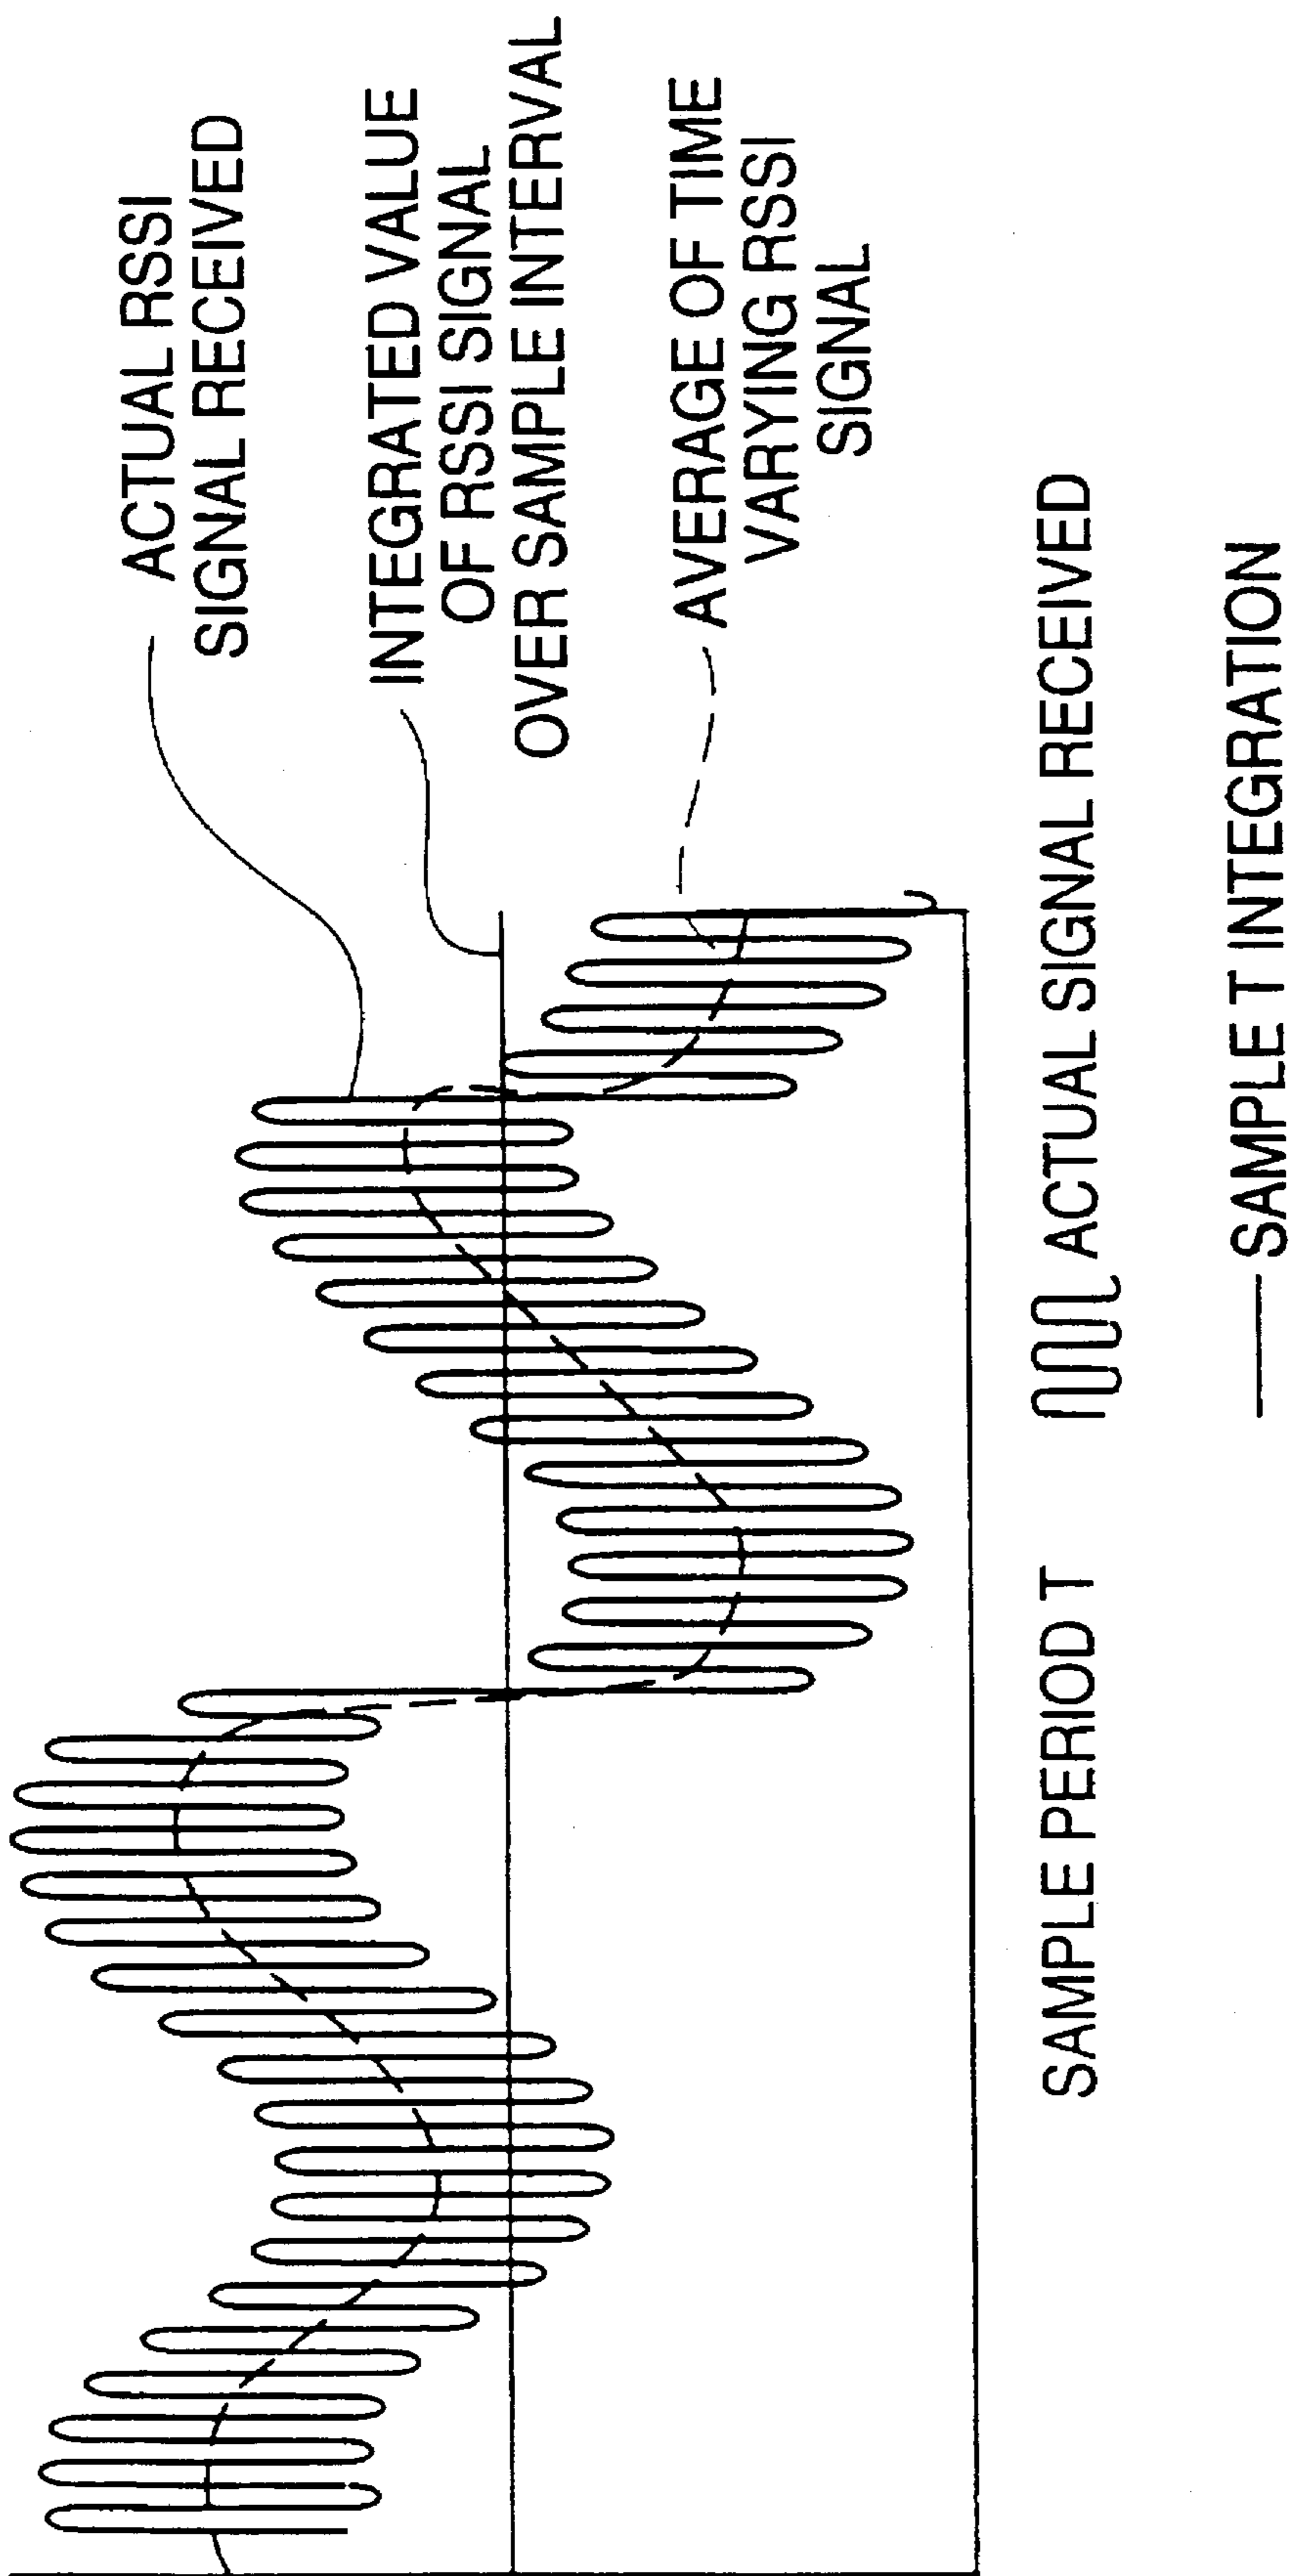 ACTUAL RSSI
SIGNAL RECEIVED
INTEGRATED VALUE
OF RSSI SIGNAL
OVER SAMPLE INTERVAL
AVERAGE OF TIME
VARYING RSSI
SIGNAL
SAMPLE PERIOD T
ACTUAL SIGNAL RECEIVED
SAMPLE T INTEGRATION